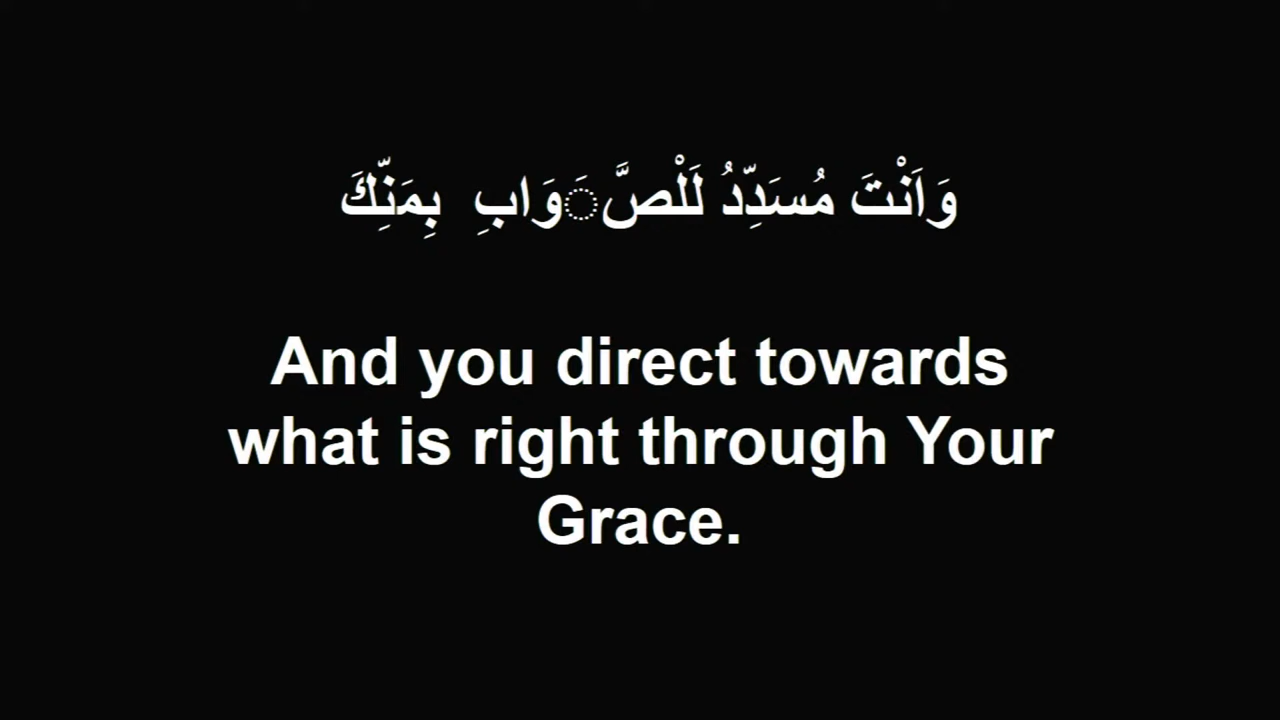 وَاَنْتَ مُسَدِّدُ لَلْصَّ◌َوَابِ  بِمَنِّكَ
And you direct towards
what is right through Your
Grace.